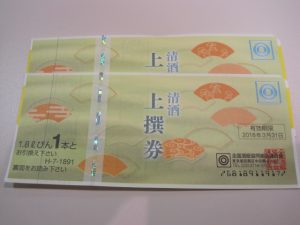 清酒
上
清酒
上撰券
1.8ℓびん1本と
お引換え下さい
H-7-1891
裏面をお読み下さい
有効期限
2016年3月31日